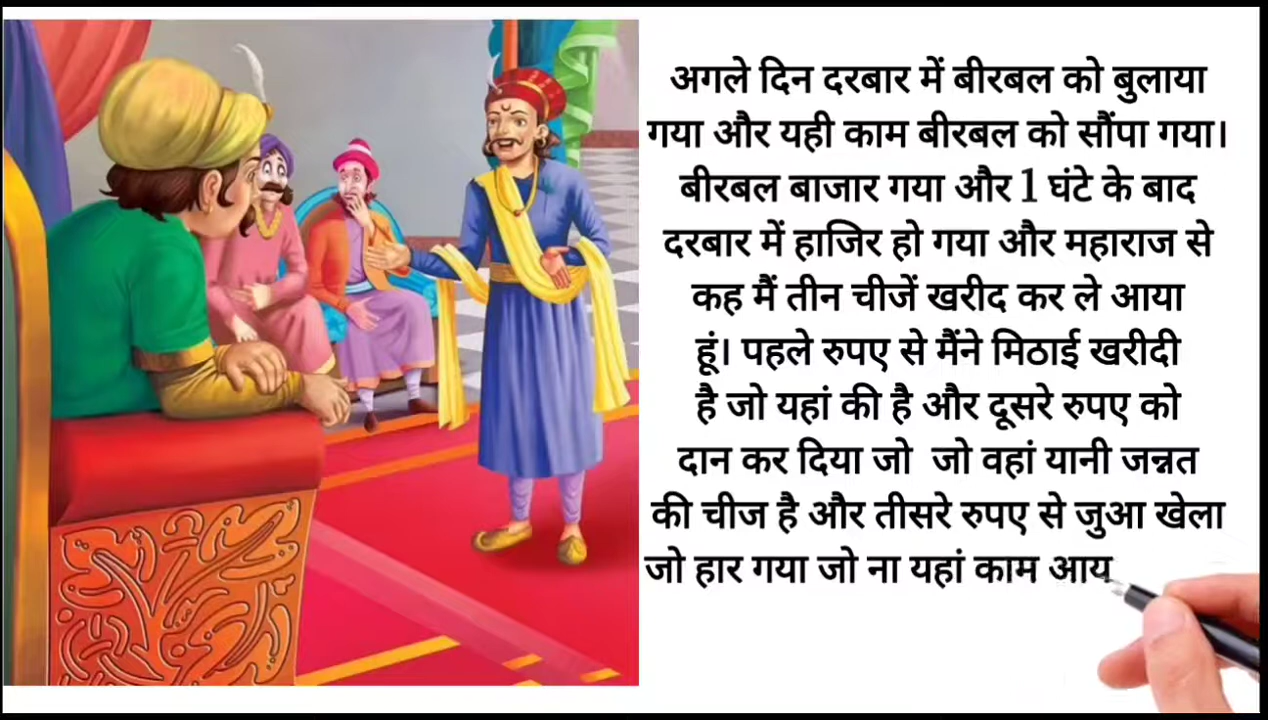 अगले दिन दरबार में बीरबल को बुलाया
गया और यही काम बीरबल को सौंपा गया।
बीरबल बाजार गया और 1 घंटे के बाद
दरबार में हाजिर हो गया और महाराज से
कह मैं तीन चीजें खरीद कर ले आया
हूं। पहले रुपए से मैंने मिठाई खरीदी
है जो यहां की है और दूसरे रुपए को
दान कर दिया जो जो वहां यानी जन्नत
की चीज है और तीसरे रुपए से जुआ खेला
जो हार गया जो ना यहां काम आय